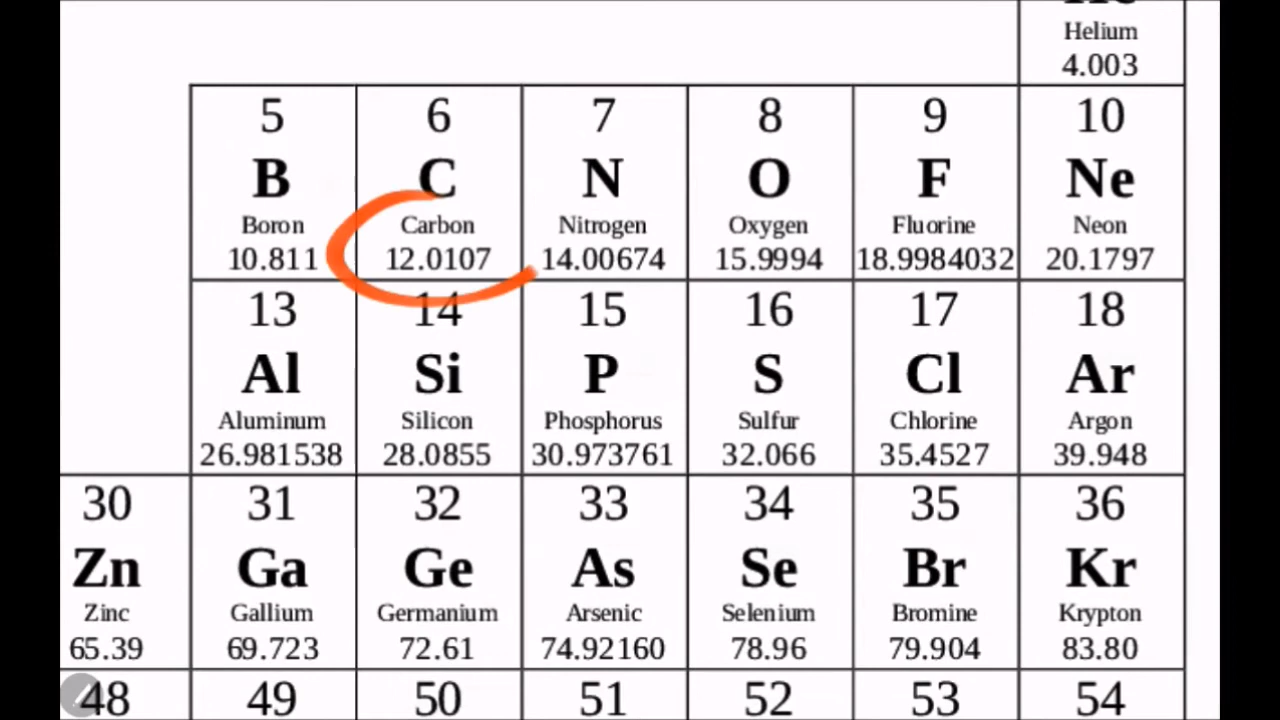 Helium
4.003
5 6 7 8 9 10
B C N O F Ne
Boron Carbon Nitrogen Oxygen Fluorine Neon
10.811 12.0107 14.00674 15.9994 18.9984032 20.1797
13 14 15 16 17 18
Al Si P S Cl Ar
Aluminum Silicon Phosphorus Sulfur Chlorine Argon
26.981538 28.0855 30.973761 32.066 35.4527 39.948
30 31 32 33 34 35 36
Zn Ga Ge As Se Br Kr
Zinc Gallium Germanium Arsenic Selenium Bromine Krypton
65.39 69.723 72.61 74.92160 78.96 79.904 83.80
48 49 50 51 52 53 54